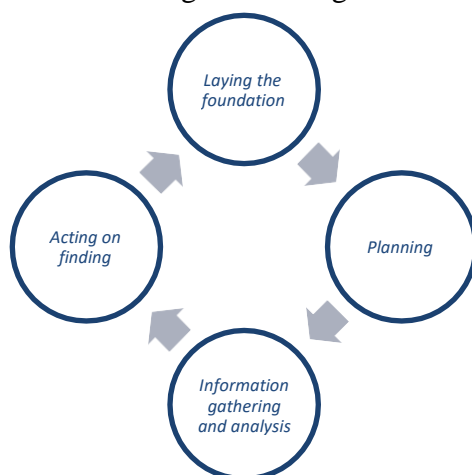 Laying the
foundation
Planning
Acting on
finding
Information
gathering
and analysis